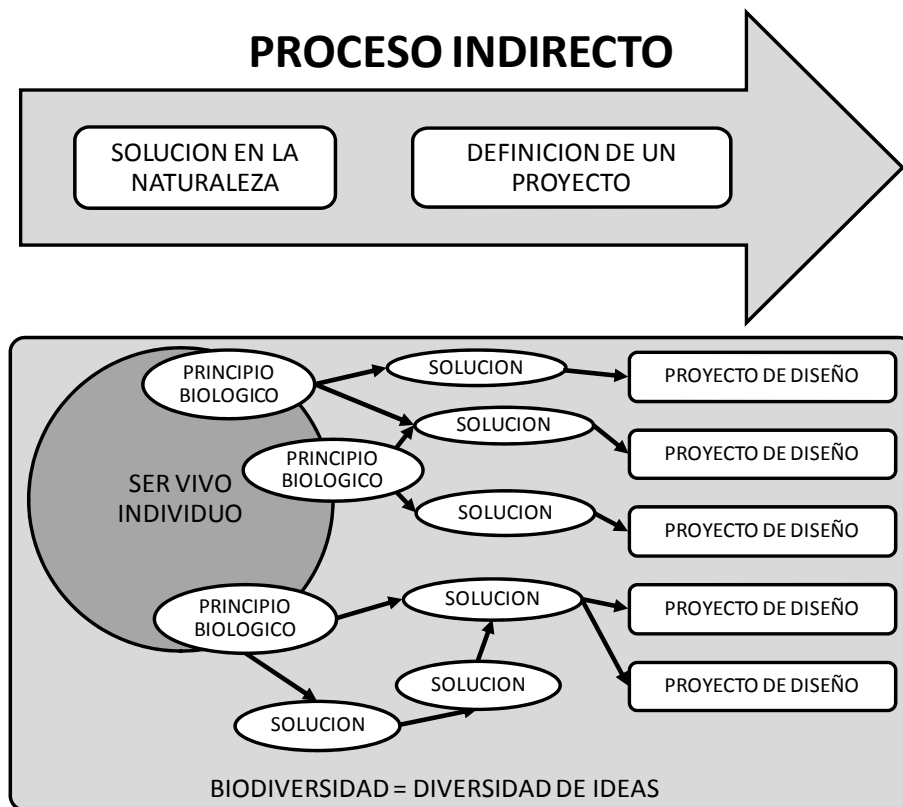 PROCESO INDIRECTO
SOLUCION EN LA
NATURALEZA
DEFINICION DE UN
PROYECTO
PRINCIPIO
BIOLOGICO
SOLUCION
PROYECTO DE DISEÑO
SOLUCION
PROYECTO DE DISEÑO
PRINCIPIO
BIOLOGICO
SER VIVO
INDIVIDUO
SOLUCION
PROYECTO DE DISEÑO
PRINCIPIO
BIOLOGICO
SOLUCION
PROYECTO DE DISEÑO
SOLUCION
PROYECTO DE DISEÑO
SOLUCION
BIODIVERSIDAD = DIVERSIDAD DE IDEAS